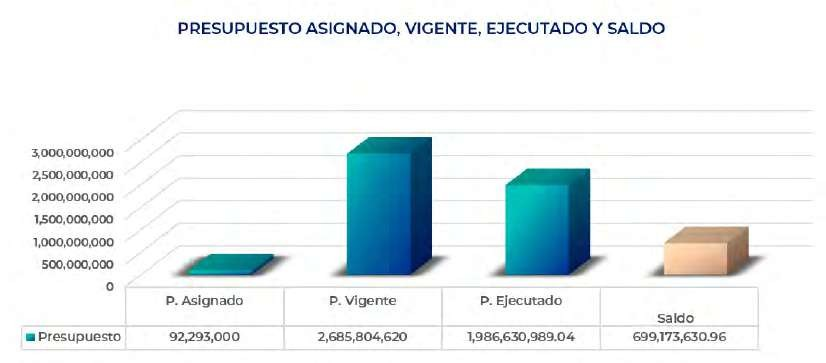 PRESUPUESTO ASIGNADO, VIGENTE, EJECUTADO Y SALDO
3,000,000,000
2,500,000,000
2,000,000,000
1,500,000,000
1,000,000,000
500,000,000
0
P. Asignado P. Vigente P. Ejecutado Saldo
Presupuesto 92,293,000 2,685,804,620 1,986,630,989.04 699,173,630.96